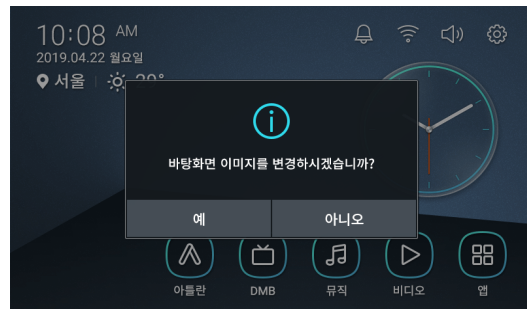 10:08 AM
2019.04.22 월요일
서울
바탕화면 이미지를 변경하시겠습니까?
예 아니오
아틀란 DMB 뮤직 비디오 앱